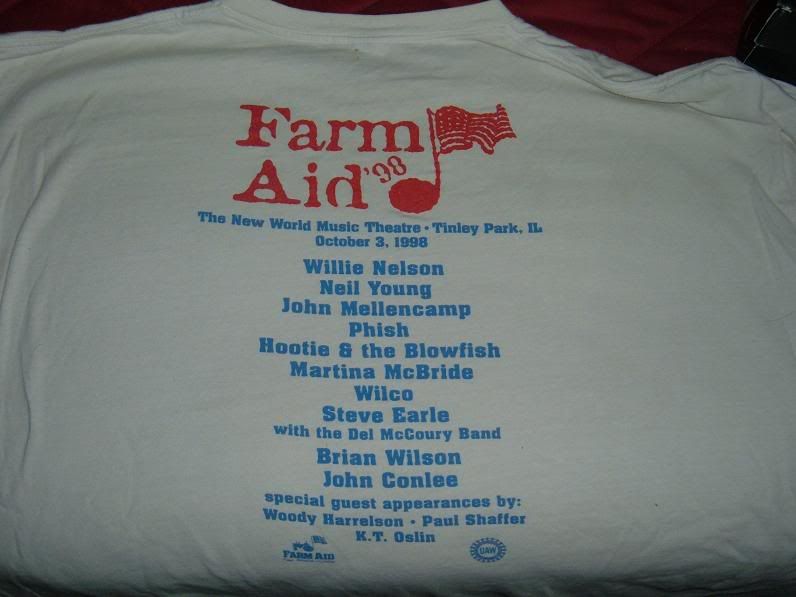 Farm
Aid '98
The New World Music Theatre • Tinley Park, IL
October 3, 1998
Willie Nelson
Neil Young
John Mellencamp
Phish
Hootie & the Blowfish
Martina McBride
Wilco
Steve Earle
with the Del McCoury Band
Brian Wilson
John Conlee
special guest appearances by:
Woody Harrelson • Paul Shaffer
K.T. Oslin
FARM AID
UAW